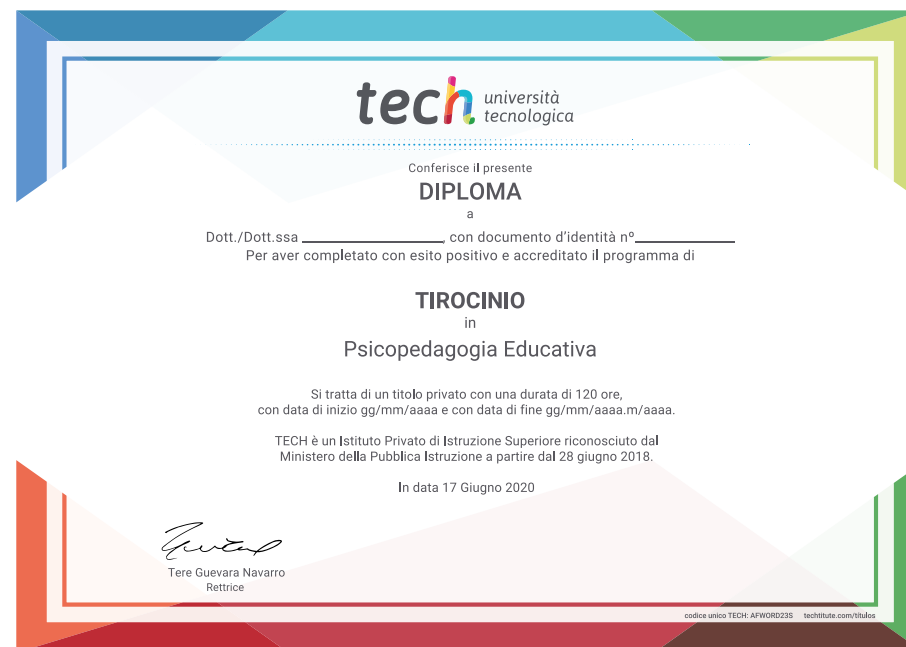 tech università
tecnologica
Conferisce il presente
DIPLOMA
a
Dott./Dott.ssa ____________________, con documento d'identità nº______________
Per aver completato con esito positivo e accreditato il programma di
TIROCINIO
in
Psicopedagogia Educativa
Si tratta di un titolo privato con una durata di 120 ore,
con data di inizio gg/mm/aaaa e con data di fine gg/mm/aaaa.m/aaaa.
TECH è un Istituto Privato di Istruzione Superiore riconosciuto dal
Ministero della Pubblica Istruzione a partire dal 28 giugno 2018.
In data 17 Giugno 2020
Tere Guevara Navarro
Rettrice
codice unico TECH: AFWORD23S techtitute.com/titulos